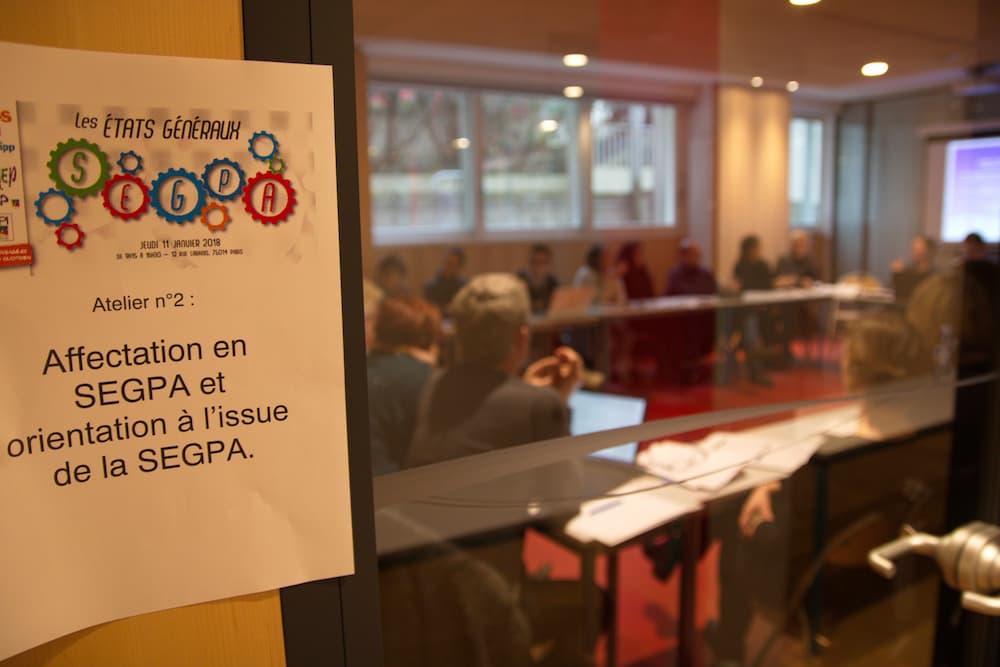 Les ÉTATS GÉNÉRAUX
SEGPA
JEUDI 11 JANVIER 2018
Atelier n°2 :
Affectation en
SEGPA et
orientation à l'issue
de la SEGPA.